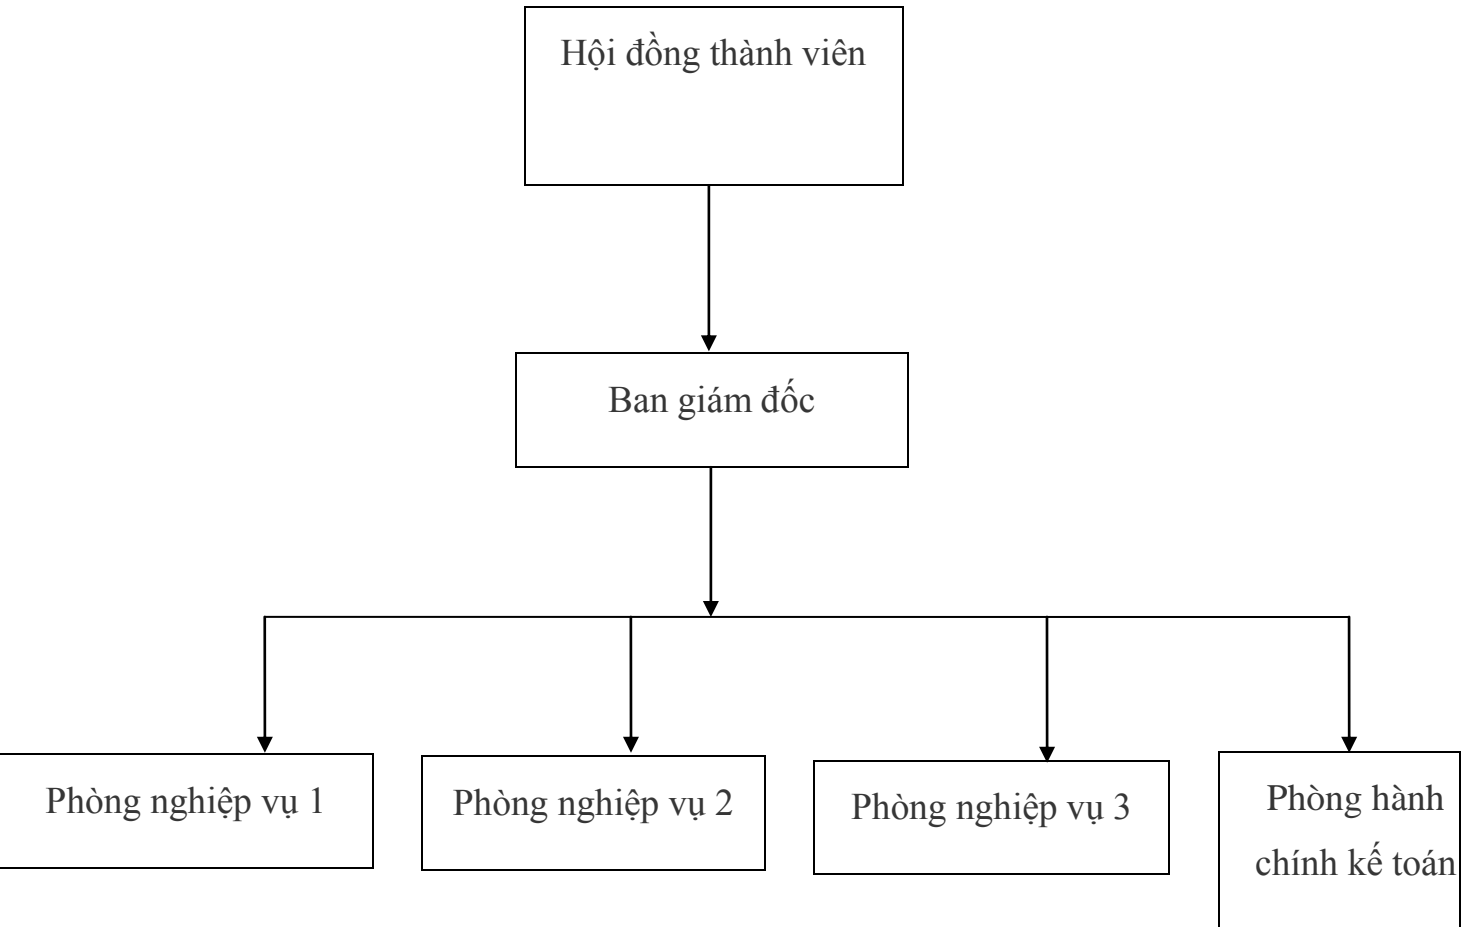 Hội đồng thành viên
Ban giám đốc
Phòng nghiệp vụ 1
Phòng nghiệp vụ 2
Phòng nghiệp vụ 3
Phòng hành
chính kế toán